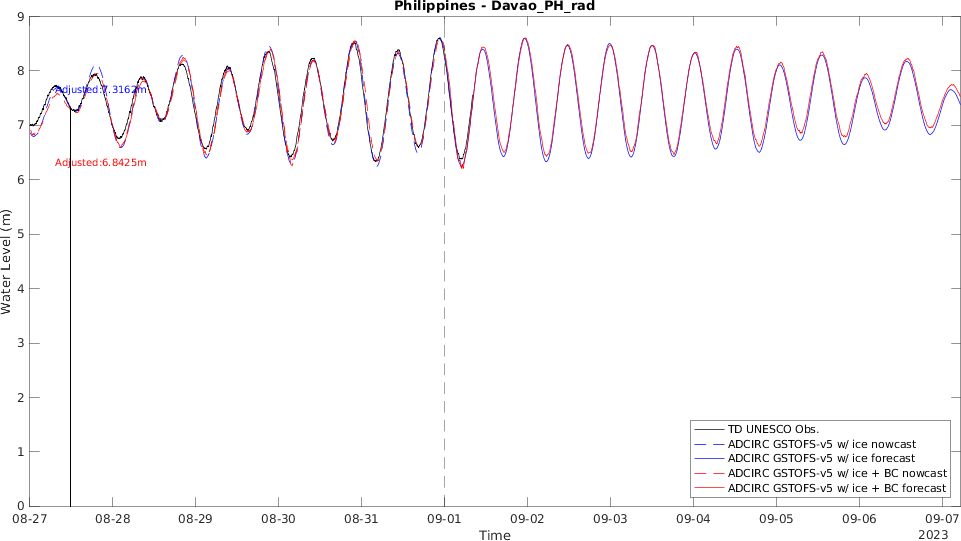 Philippines - Davao_PH_rad
Water Level (m)
9
8
7
6
5
4
3
2
1
0
Adjusted:7.3162m
Adjusted:6.8425m
TD UNESCO Obs.
ADCIRC GSTOFS-v5 w/ ice nowcast
ADCIRC GSTOFS-v5 w/ ice forecast
ADCIRC GSTOFS-v5 w/ ice + BC nowcast
ADCIRC GSTOFS-v5 w/ ice + BC forecast
08-27 08-28 08-29 08-30 08-31 09-01 09-02 09-03 09-04 09-05 09-06 09-07
Time
2023